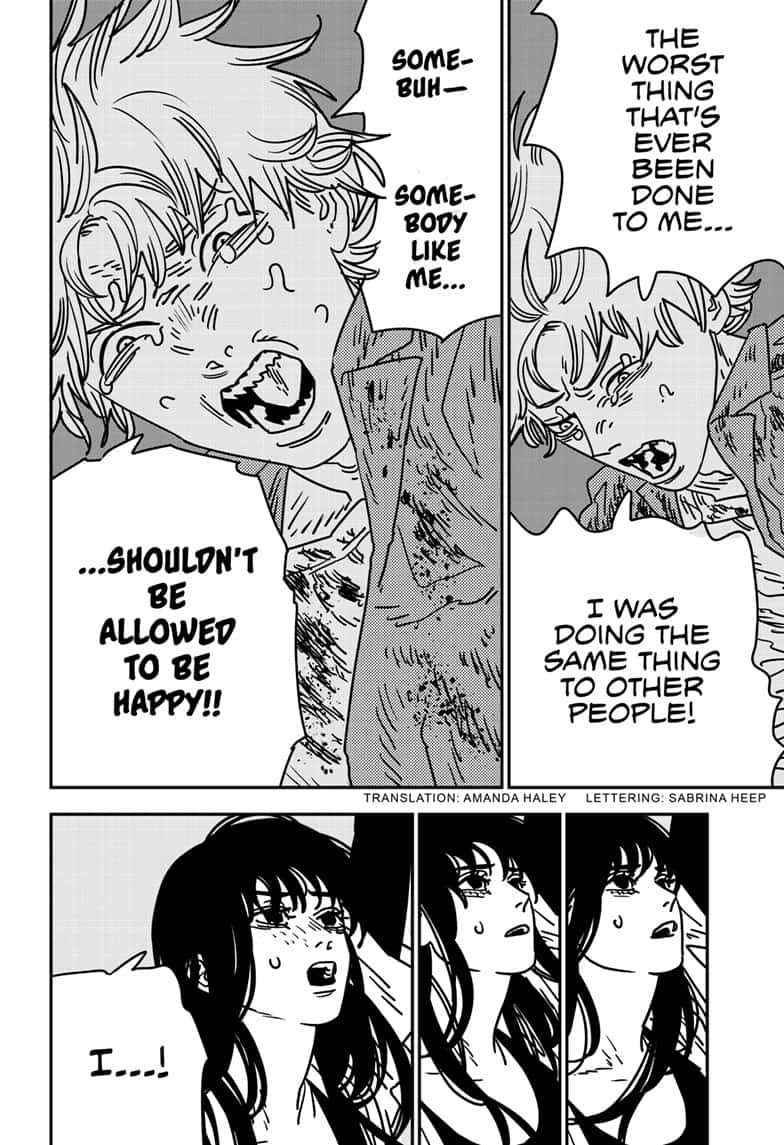 THE
WORST
THING
THAT'S
EVER
BEEN
DONE
TO ME...
I WAS
DOING THE
SAME THING
TO OTHER
PEOPLE!
SOME-
BUH—
SOME-
BODY
LIKE
ME...
...SHOULDN'T
BE
ALLOWED
TO BE
HAPPY!!
TRANSLATION: AMANDA HALEY LETTERING: SABRINA HEEP
I...!